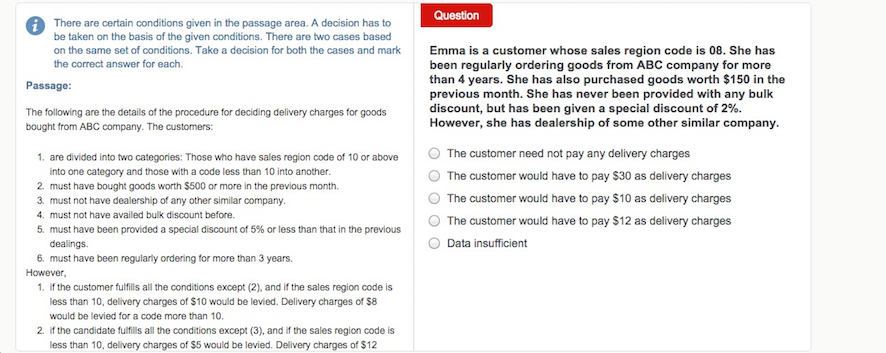 There are certain conditions given in the passage area. A decision has to
be taken on the basis of the given conditions. There are two cases based
on the same set of conditions. Take a decision for both the cases and mark
the correct answer for each.
Passage:
The following are the details of the procedure for deciding delivery charges for goods
bought from ABC company. The customers:
1. are divided into two categories: Those who have sales region code of 10 or above
into one category and those with a code less than 10 into another.
2. must have bought goods worth $500 or more in the previous month.
3. must not have dealership of any other similar company.
4. must not have availed bulk discount before.
5. must have been provided a special discount of 5% or less than that in the previous
dealings.
6. must have been regularly ordering for more than 3 years.
However,
1. if the customer fulfills all the conditions except (2), and if the sales region code is
less than 10, delivery charges of $10 would be levied. Delivery charges of $8
would be levied for a code more than 10.
2. if the candidate fulfills all the conditions except (3), and if the sales region code is
less than 10, delivery charges of $5 would be levied. Delivery charges of $12
Question
Emma is a customer whose sales region code is 08. She has
been regularly ordering goods from ABC company for more
than 4 years. She has also purchased goods worth $150 in the
previous month. She has never been provided with any bulk
discount, but has been given a special discount of 2%.
However, she has dealership of some other similar company.
The customer need not pay any delivery charges
The customer would have to pay $30 as delivery charges
The customer would have to pay $10 as delivery charges
The customer would have to pay $12 as delivery charges
Data insufficient